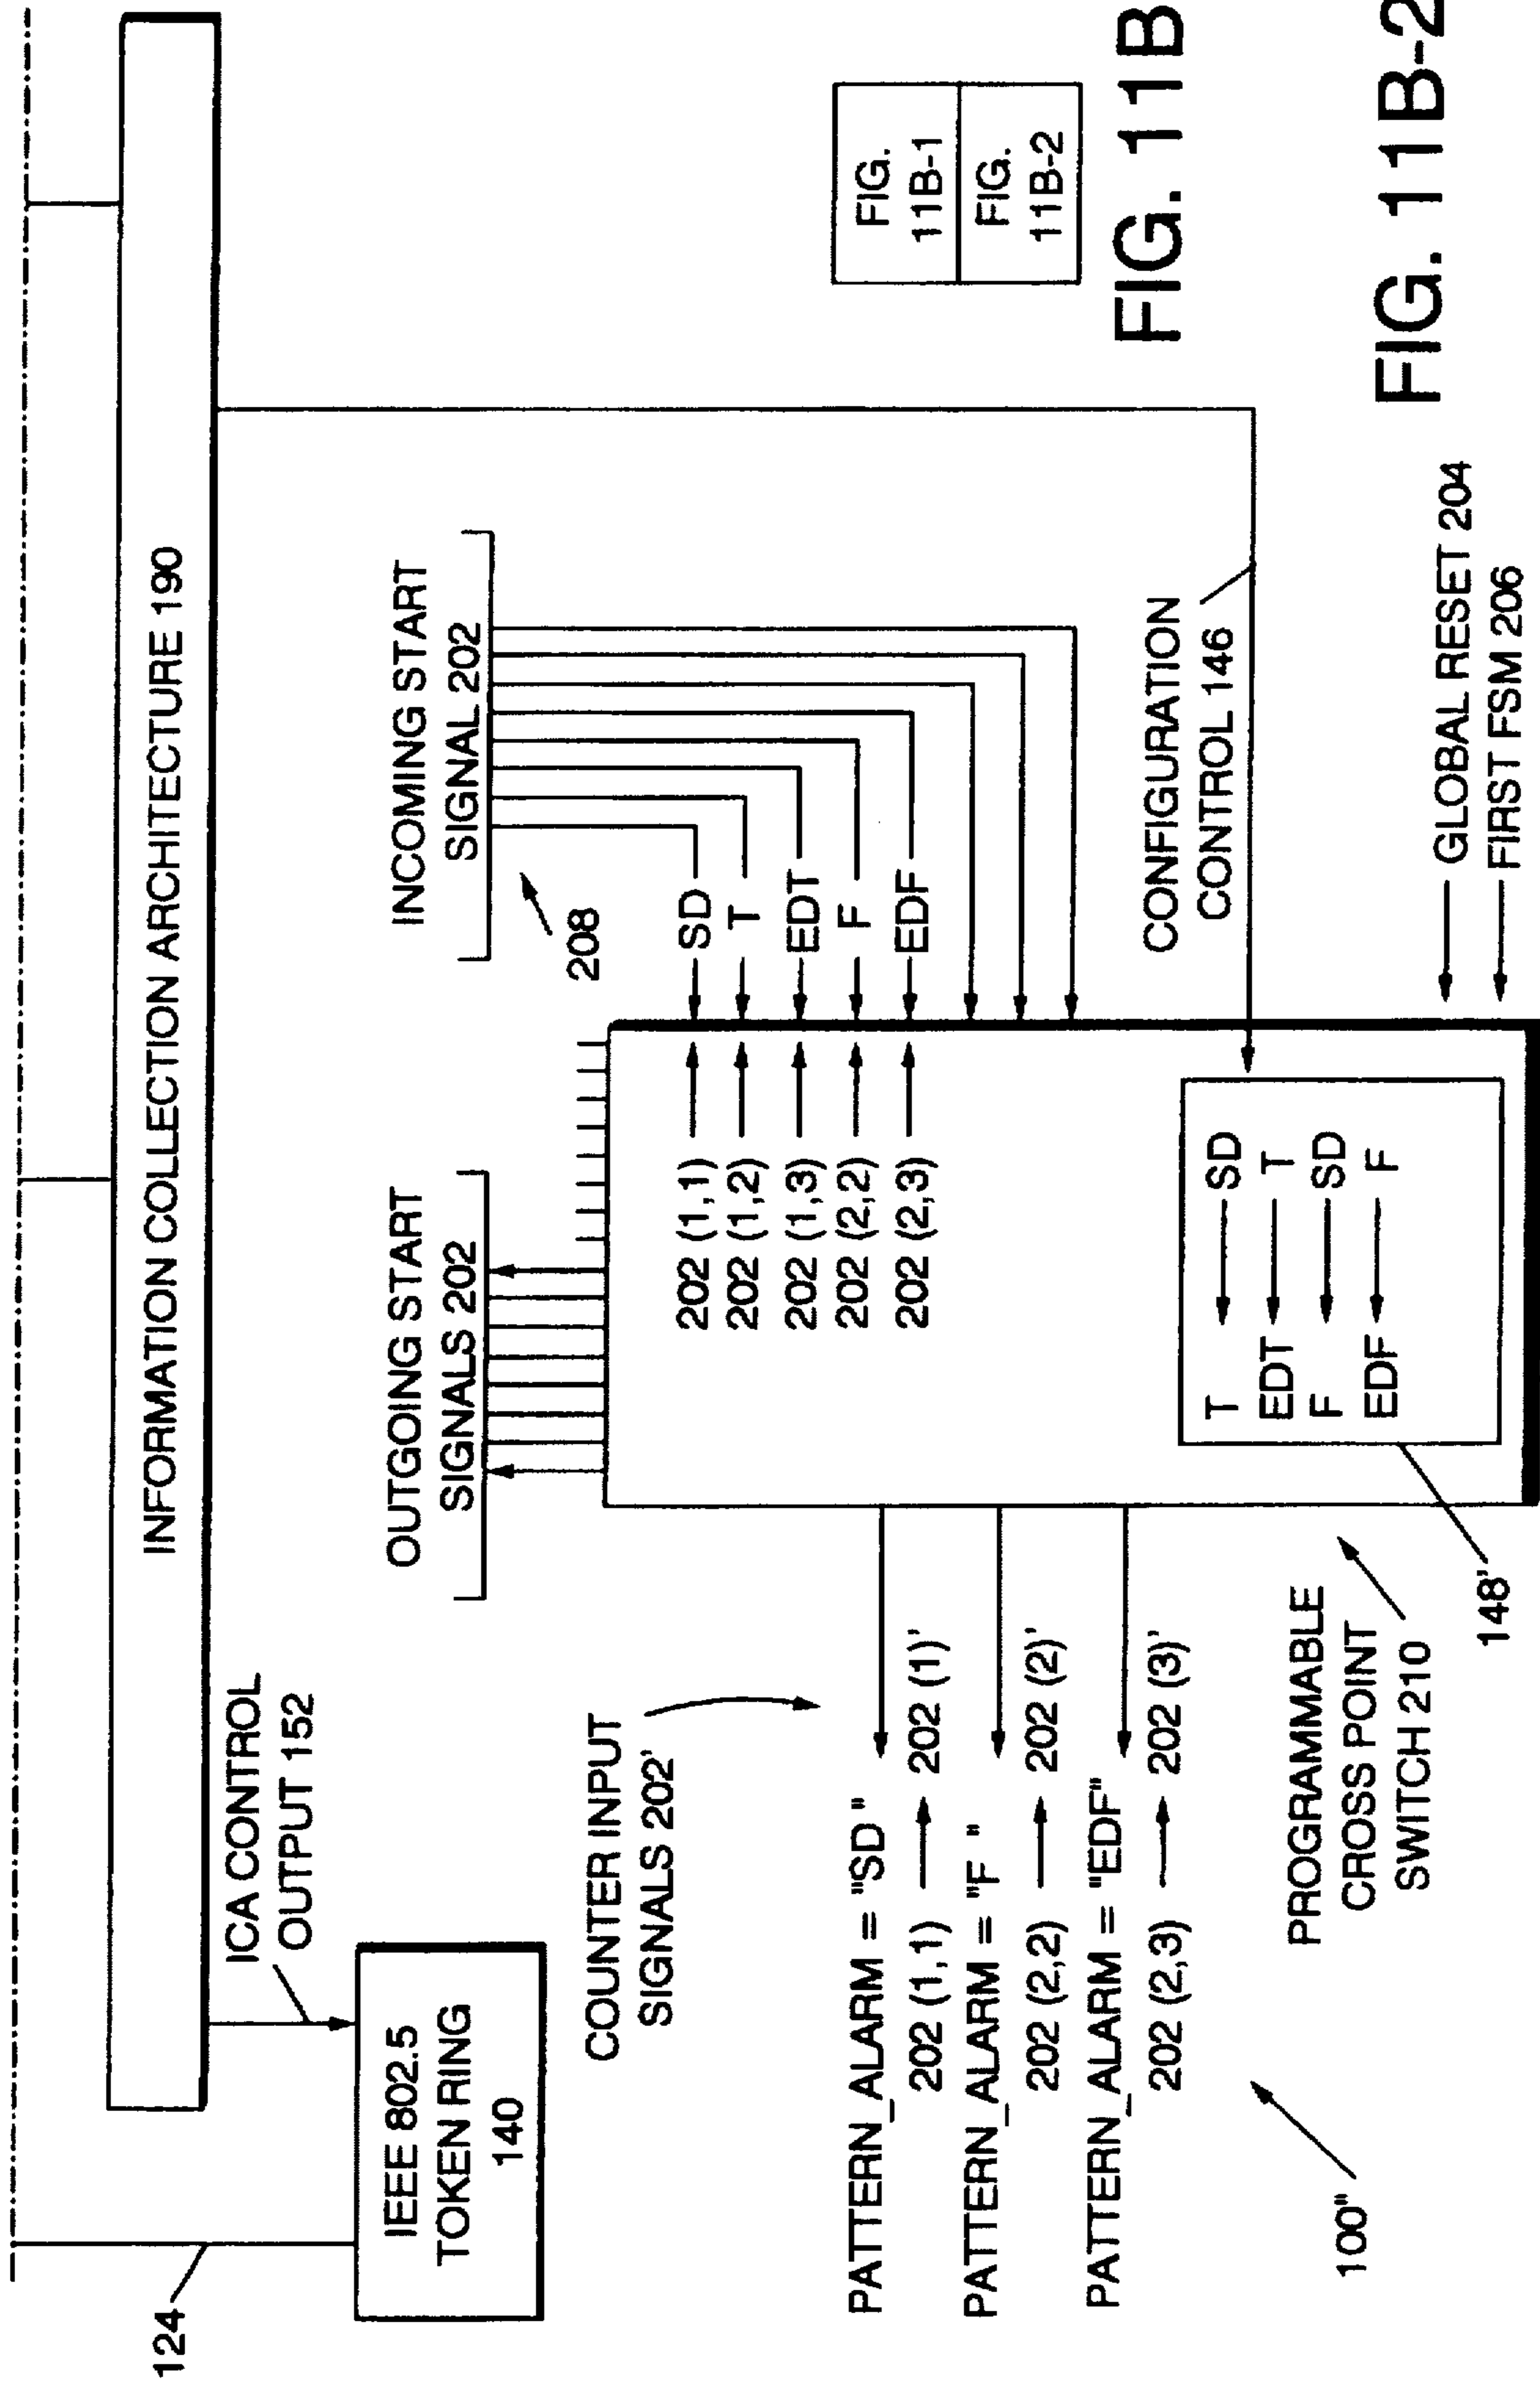 124
ICA CONTROL
OUTPUT 152
INFORMATION COLLECTION ARCHITECTURE 190
IEEE 802.5
TOKEN RING
140
OUTGOING START
SIGNALS 202
INCOMING START
SIGNAL 202
208
COUNTER INPUT
SIGNALS 202'
202 (1,1)
202 (1,2)
202 (1,3)
202 (2,2)
202 (2,3)
SD
T
EDT
F
EDF
PATTERN_ALARM = "SD "
202 (1,1) 202 (1)'
PATTERN_ALARM = "F "
202 (2,2) 202 (2)'
PATTERN_ALARM = "EDF"
202 (2,3) 202 (3)'
100"
PROGRAMMABLE
CROSS POINT
SWITCH 210
148'
T SD
EDT T
F SD
EDF F
CONFIGURATION
CONTROL 146
GLOBAL RESET 204
FIRST FSM 206
FIG.
11B-1
FIG.
11B-2
FIG. 11B
FIG. 11B-2